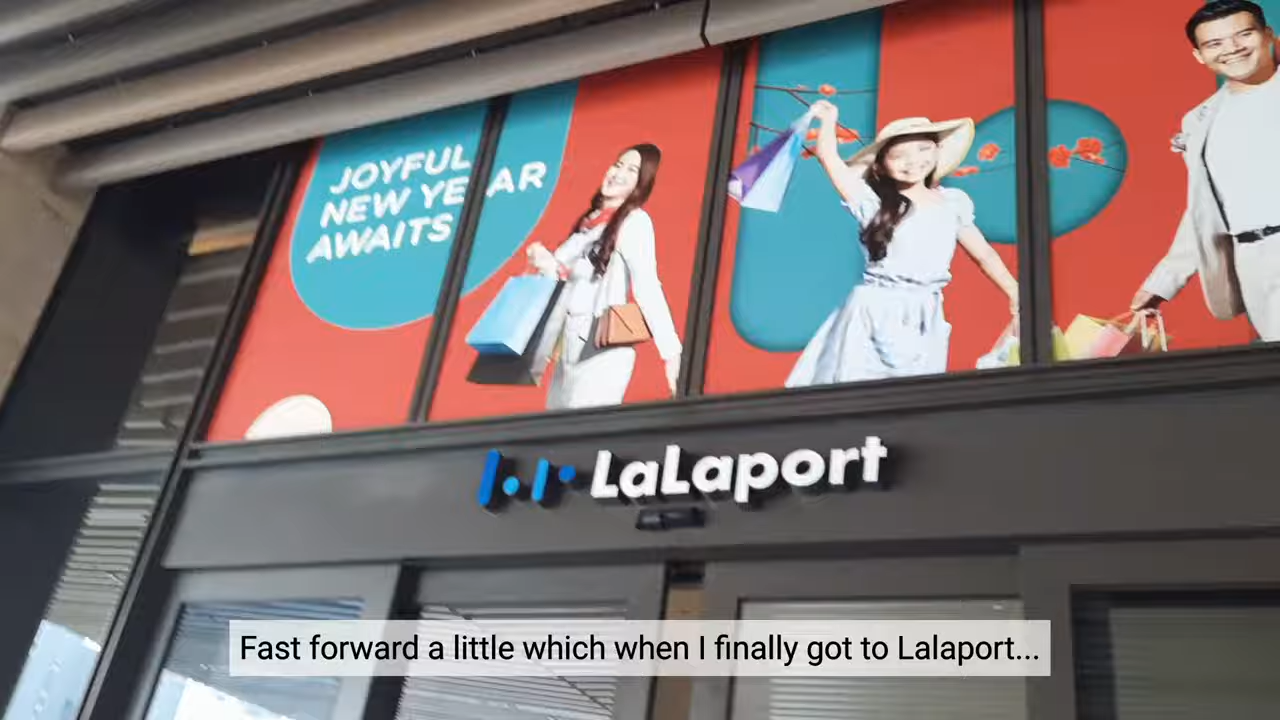 JOYFUL
NEW YEAR
AWAITS
LaLaport
Fast forward a little which when I finally got to Lalaport...